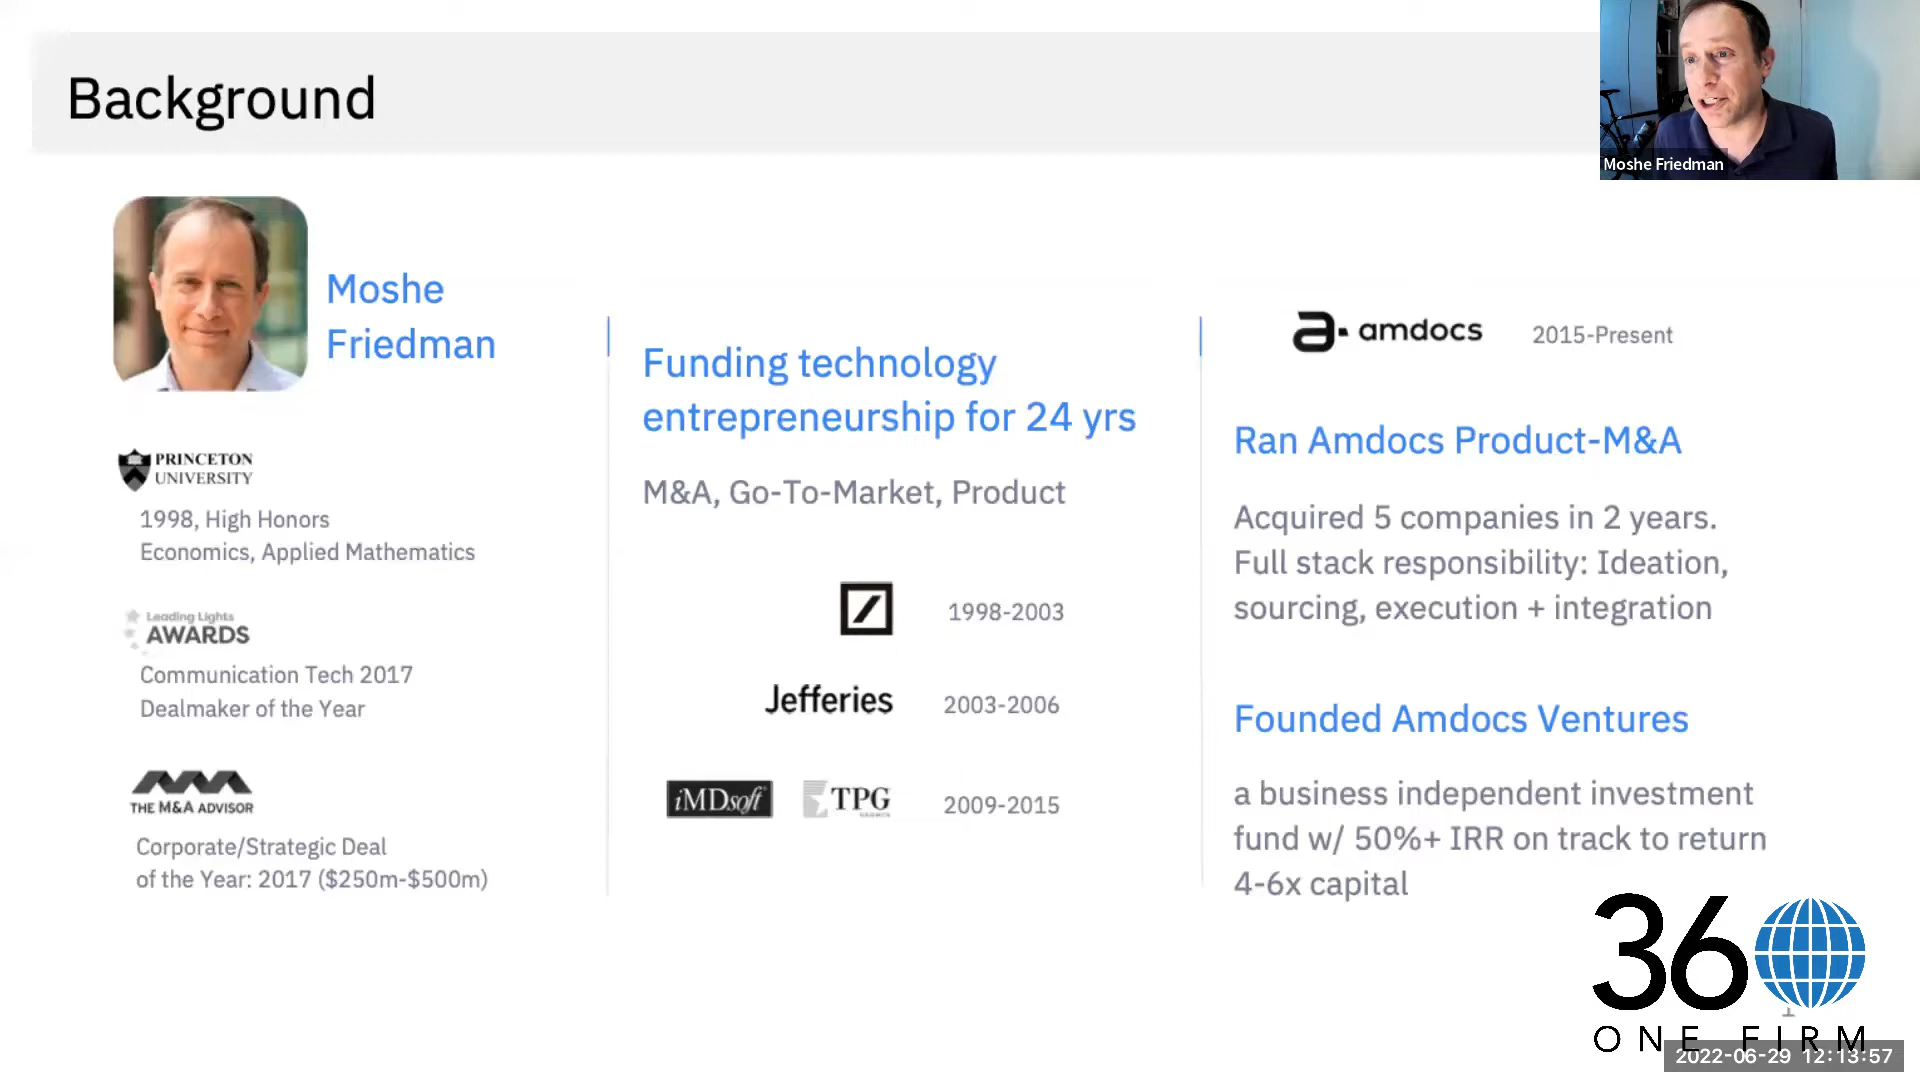 Background
Moshe Friedman
Moshe
Friedman
PRINCETON
UNIVERSITY
1998, High Honors
Economics, Applied Mathematics
Leading Lights
AWARDS
Communication Tech 2017
Dealmaker of the Year
THE M&A ADVISOR
Corporate/Strategic Deal
of the Year: 2017 ($250m-$500m)
Funding technology
entrepreneurship for 24 yrs
M&A, Go-To-Market, Product
1998-2003
Jefferies 2003-2006
iMDsoft TPG 2009-2015
amdocs 2015-Present
Ran Amdocs Product-M&A
Acquired 5 companies in 2 years.
Full stack responsibility: Ideation,
sourcing, execution + integration
Founded Amdocs Ventures
a business independent investment
fund w/ 50%+ IRR on track to return
4-6x capital
360
ONE FIRM
2022-06-29 12:13:57